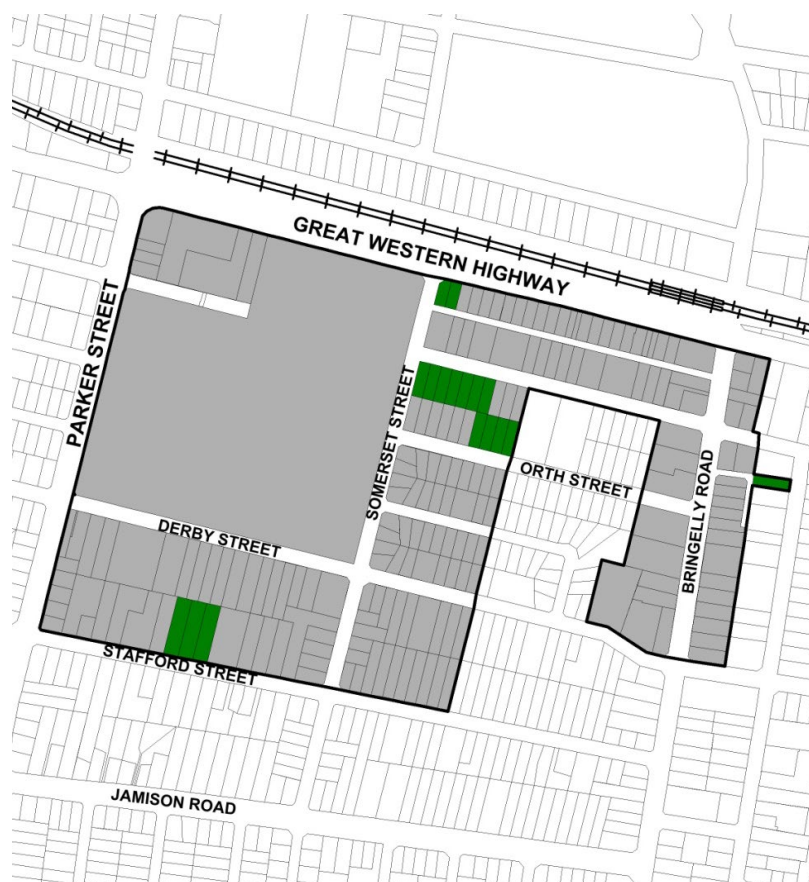 GREAT WESTERN HIGHWAY
PARKER STREET
SOMERSET STREET
ORTH STREET
BRINGELLY ROAD
DERBY STREET
STAFFORD STREET
JAMISON ROAD